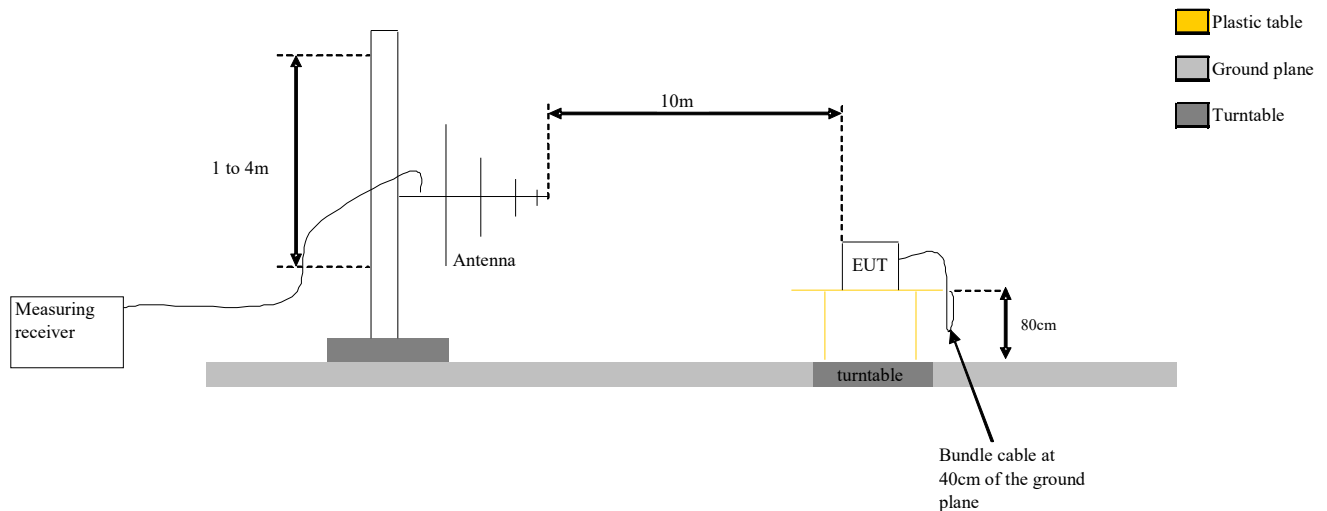 Plastic table
Ground plane
Turntable
10m
1 to 4m
Antenna
EUT
Measuring
receiver
80cm
turntable
Bundle cable at
40cm of the ground
plane